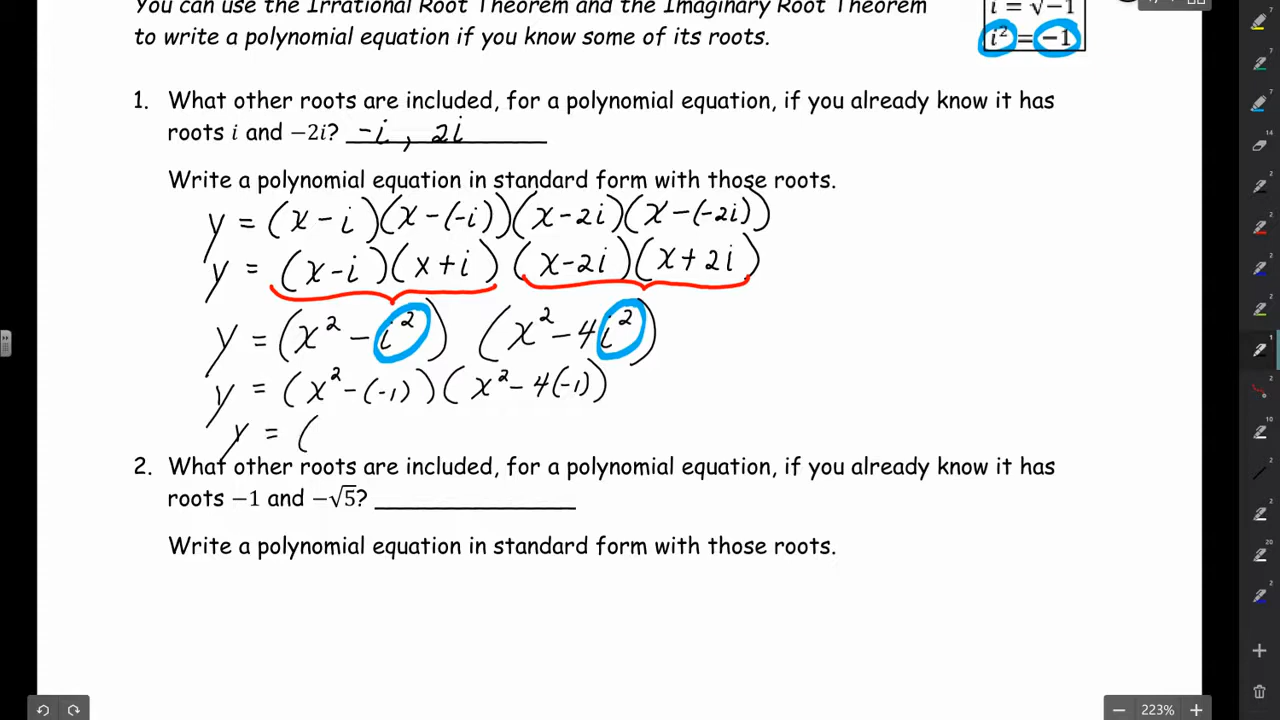 You can use the Irrational Root Theorem and the Imaginary Root Theorem
to write a polynomial equation if you know some of its roots.
i = √−1
i² = −1
1. What other roots are included, for a polynomial equation, if you already know it has
roots i and −2i? -i , 2i
Write a polynomial equation in standard form with those roots.
y = (x - i)(x - (-i))(x - 2i)(x - (-2i))
y = (x - i)(x + i) (x - 2i)(x + 2i)
y = (x² - i²) (x² - 4i²)
y = (x² - (-1))(x² - 4(-1))
y = (
2. What other roots are included, for a polynomial equation, if you already know it has
roots −1 and −√5?
Write a polynomial equation in standard form with those roots.
223%